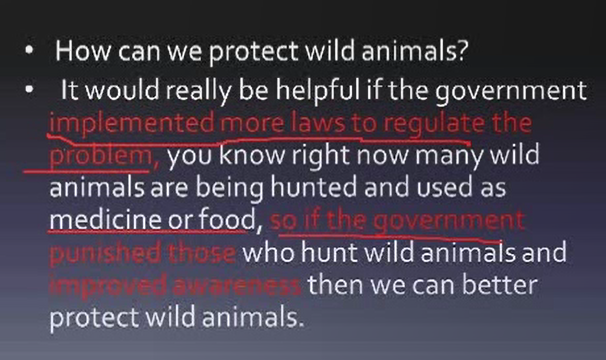 • How can we protect wild animals?
• It would really be helpful if the government
implemented more laws to regulate the
problem, you know right now many wild
animals are being hunted and used as
medicine or food, so if the government
punished those who hunt wild animals and
improved awareness then we can better
protect wild animals.